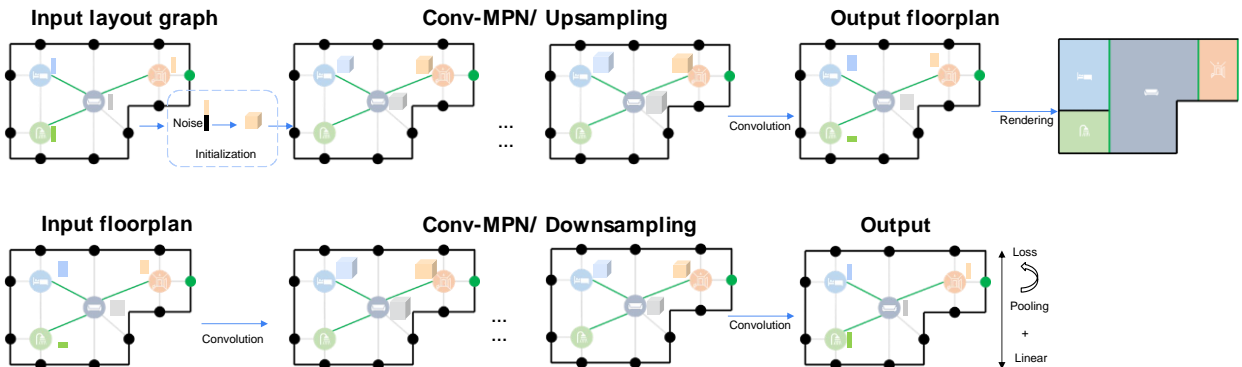 Input layout graph
Conv-MPN/ Upsampling
Output floorplan
Noise
Initialization
...
...
Convolution
Rendering
Input floorplan
Conv-MPN/ Downsampling
Output
Convolution
...
...
Convolution
Loss
Pooling
+
Linear